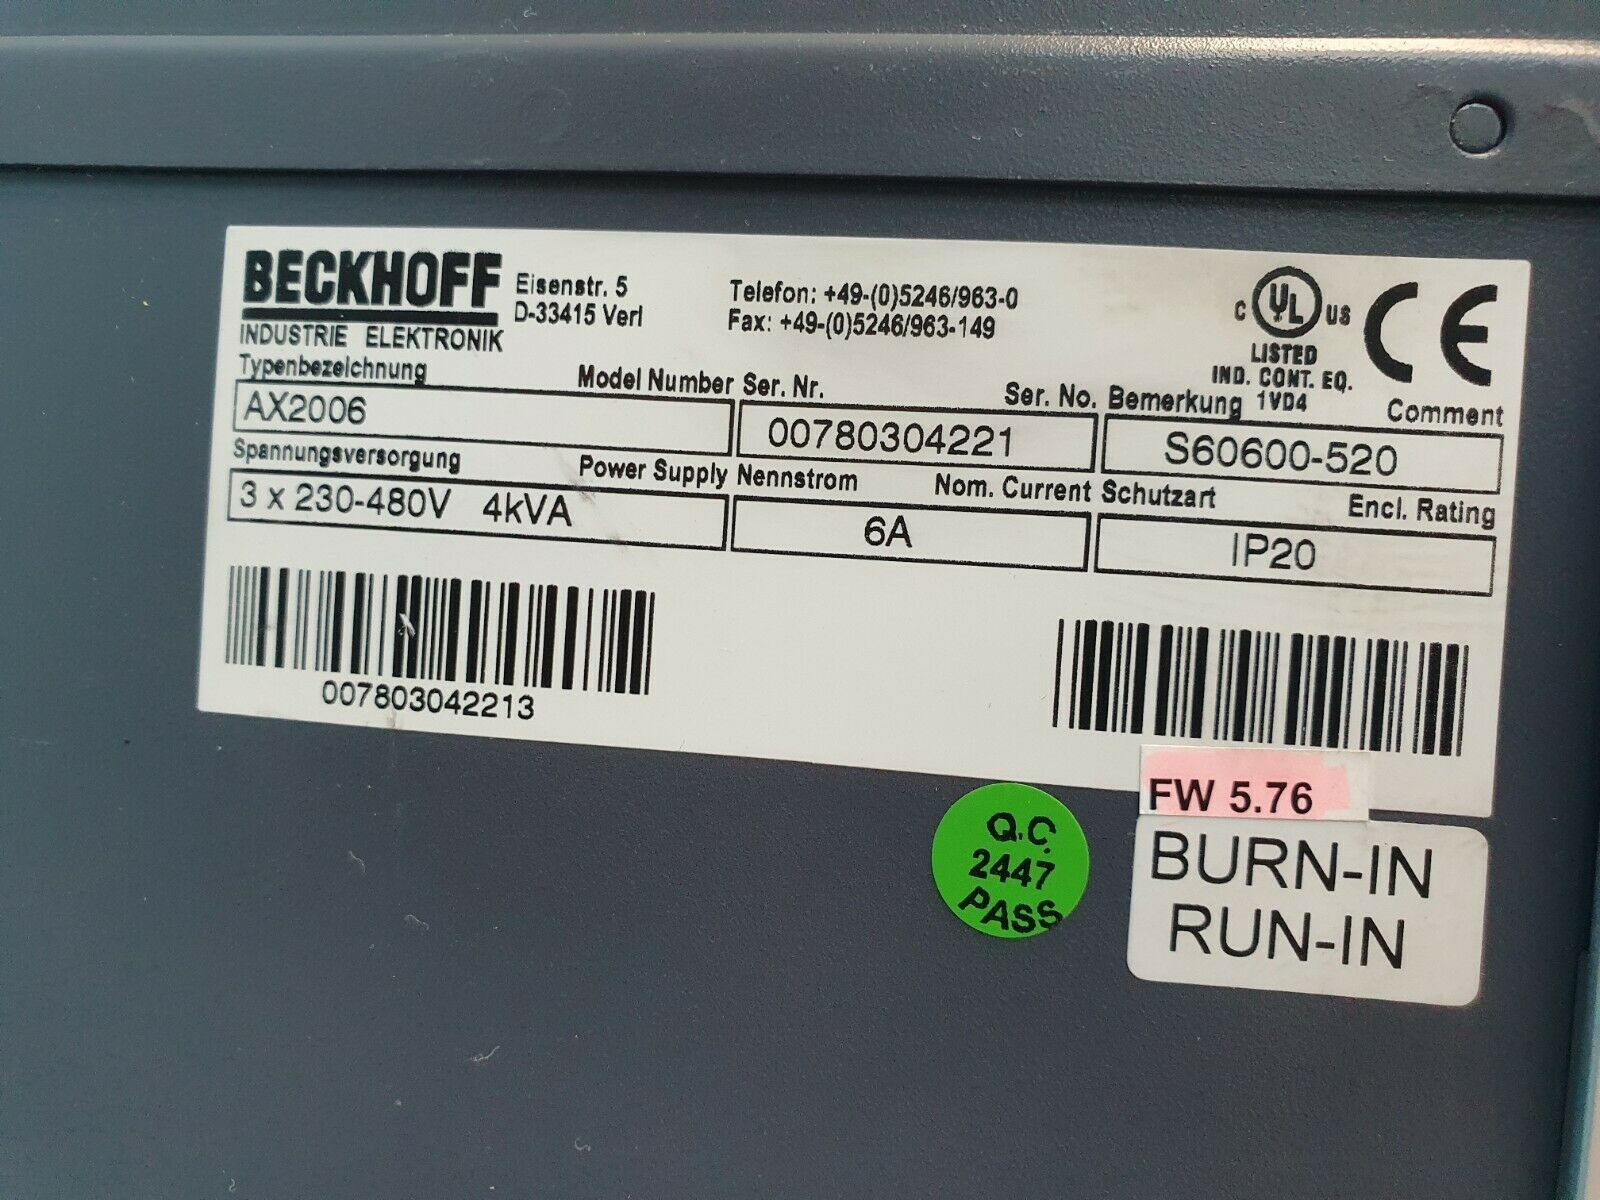 BECKHOFF
INDUSTRIE ELEKTRONIK
Eisenstr. 5
D-33415 Verl
Telefon: +49-(0)5246/963-0
Fax: +49-(0)5246/963-149
C UL US
LISTED
IND. CONT. EQ.
1VD4
CE
Typenbezeichnung Model Number
AX2006
Ser. Nr. Ser. No.
00780304221
Bemerkung Comment
S60600-520
Spannungsversorgung Power Supply
3 x 230-480V 4kVA
Nennstrom Nom. Current
6A
Schutzart Encl. Rating
IP20
007803042213
FW 5.76
Q.C.
2447
PASS
BURN-IN
RUN-IN